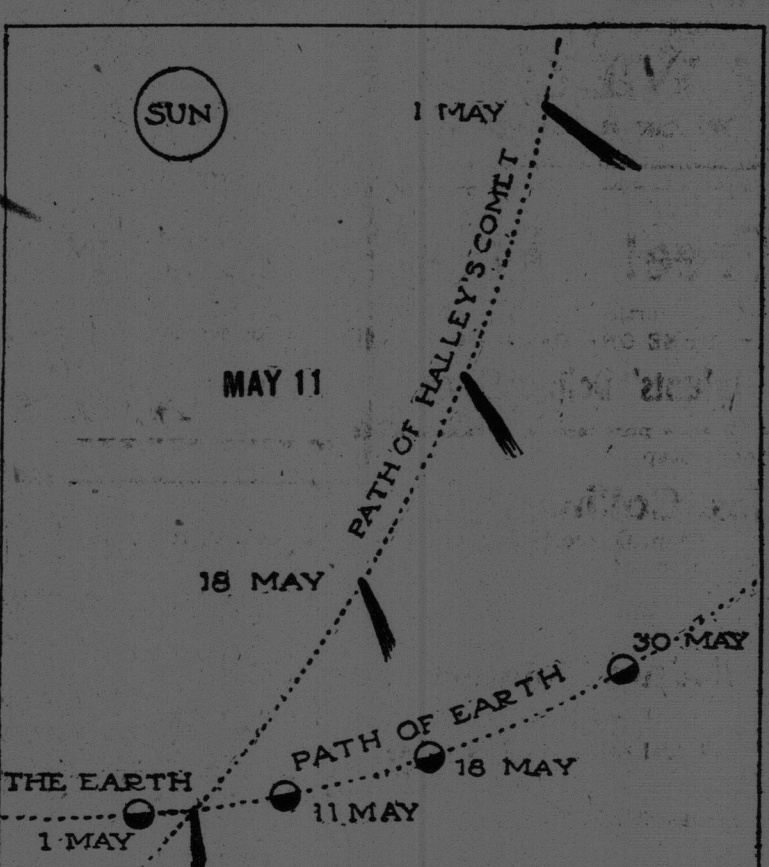 SUN
1 MAY
PATH OF HALLEY'S COMET
MAY 11
18 MAY
30 MAY
PATH OF EARTH
18 MAY
THE EARTH
11 MAY
1 MAY